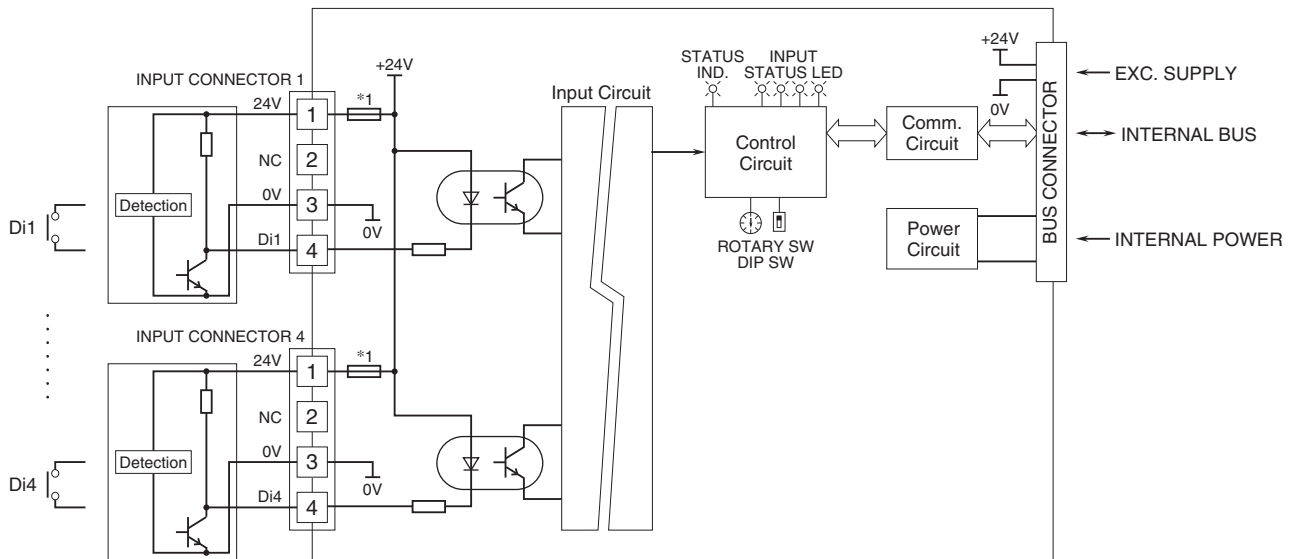 INPUT CONNECTOR 1
24V
1
*1
NC
2
0V
3
0V
Di1
4
Detection
Di1
+24V
Input Circuit
STATUS
IND.
INPUT
STATUS LED
Control
Circuit
ROTARY SW
DIP SW
Comm.
Circuit
Power
Circuit
+24V
0V
BUS CONNECTOR
EXC. SUPPLY
INTERNAL BUS
INTERNAL POWER
INPUT CONNECTOR 4
24V
1
*1
NC
2
0V
3
0V
Di4
4
Detection
Di4